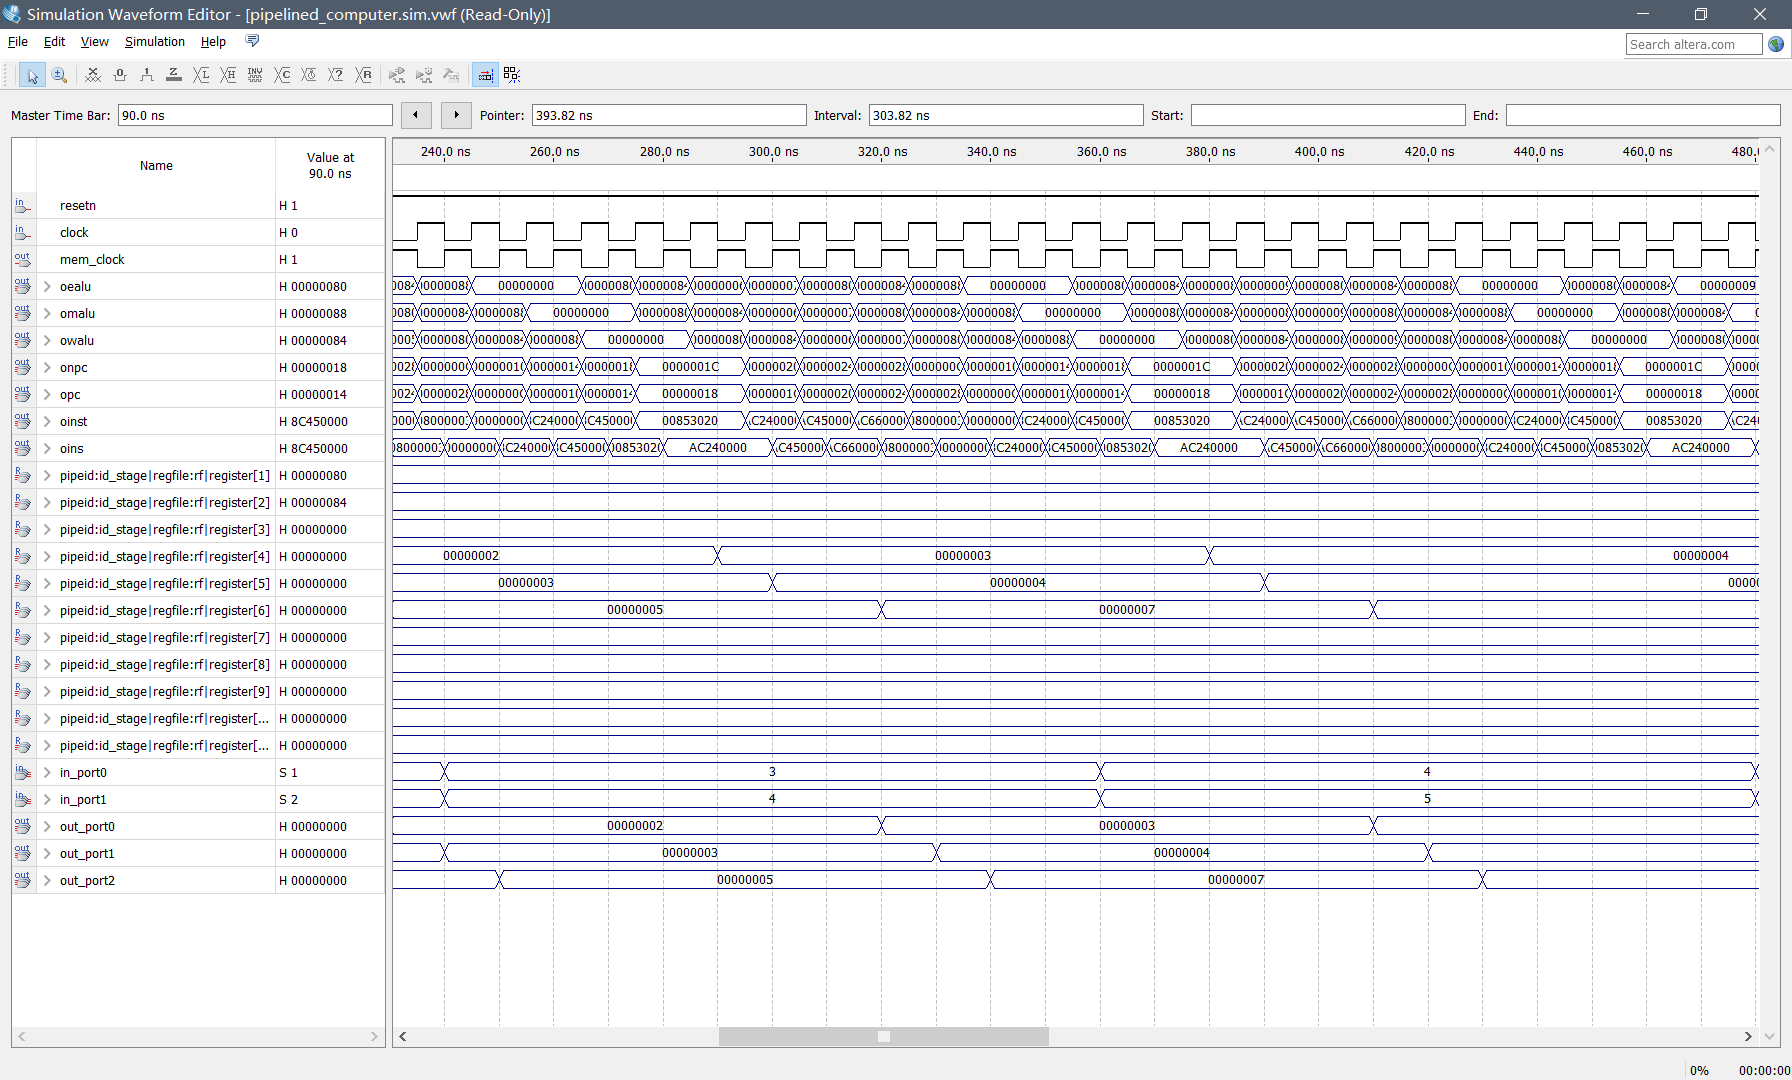 Simulation Waveform Editor - [pipelined_computer.sim.vwf (Read-Only)]
File Edit View Simulation Help
Search altera.com
Master Time Bar: 90.0 ns Pointer: 393.82 ns Interval: 303.82 ns Start: End:
Name Value at 90.0 ns
240.0 ns 260.0 ns 280.0 ns 300.0 ns 320.0 ns 340.0 ns 360.0 ns 380.0 ns 400.0 ns 420.0 ns 440.0 ns 460.0 ns 480.
resetn H 1
clock H 0
mem_clock H 1
oealu H 00000080 00000000 00000000 00000000 00000009
omalu H 00000088 00000000 00000000 00000000
owalu H 00000084 00000000 00000000 00000000
onpc H 00000018 0000001C 0000001C 0000001C
opc H 00000014 00000018 00000018 00000018
oinst H 8C450000 00853020 00853020 00853020
oins H 8C450000 AC240000 AC240000 AC240000
pipeid:id_stage|regfile:rf|register[1] H 00000080
pipeid:id_stage|regfile:rf|register[2] H 00000084
pipeid:id_stage|regfile:rf|register[3] H 00000000
pipeid:id_stage|regfile:rf|register[4] H 00000000 00000002 00000003 00000004
pipeid:id_stage|regfile:rf|register[5] H 00000000 00000003 00000004 0000
pipeid:id_stage|regfile:rf|register[6] H 00000000 00000005 00000007
pipeid:id_stage|regfile:rf|register[7] H 00000000
pipeid:id_stage|regfile:rf|register[8] H 00000000
pipeid:id_stage|regfile:rf|register[9] H 00000000
pipeid:id_stage|regfile:rf|register[... H 00000000
pipeid:id_stage|regfile:rf|register[... H 00000000
in_port0 S 1 3 4
in_port1 S 2 4 5
out_port0 H 00000000 00000002 00000003
out_port1 H 00000000 00000003 00000004
out_port2 H 00000000 00000005 00000007
0% 00:00:00